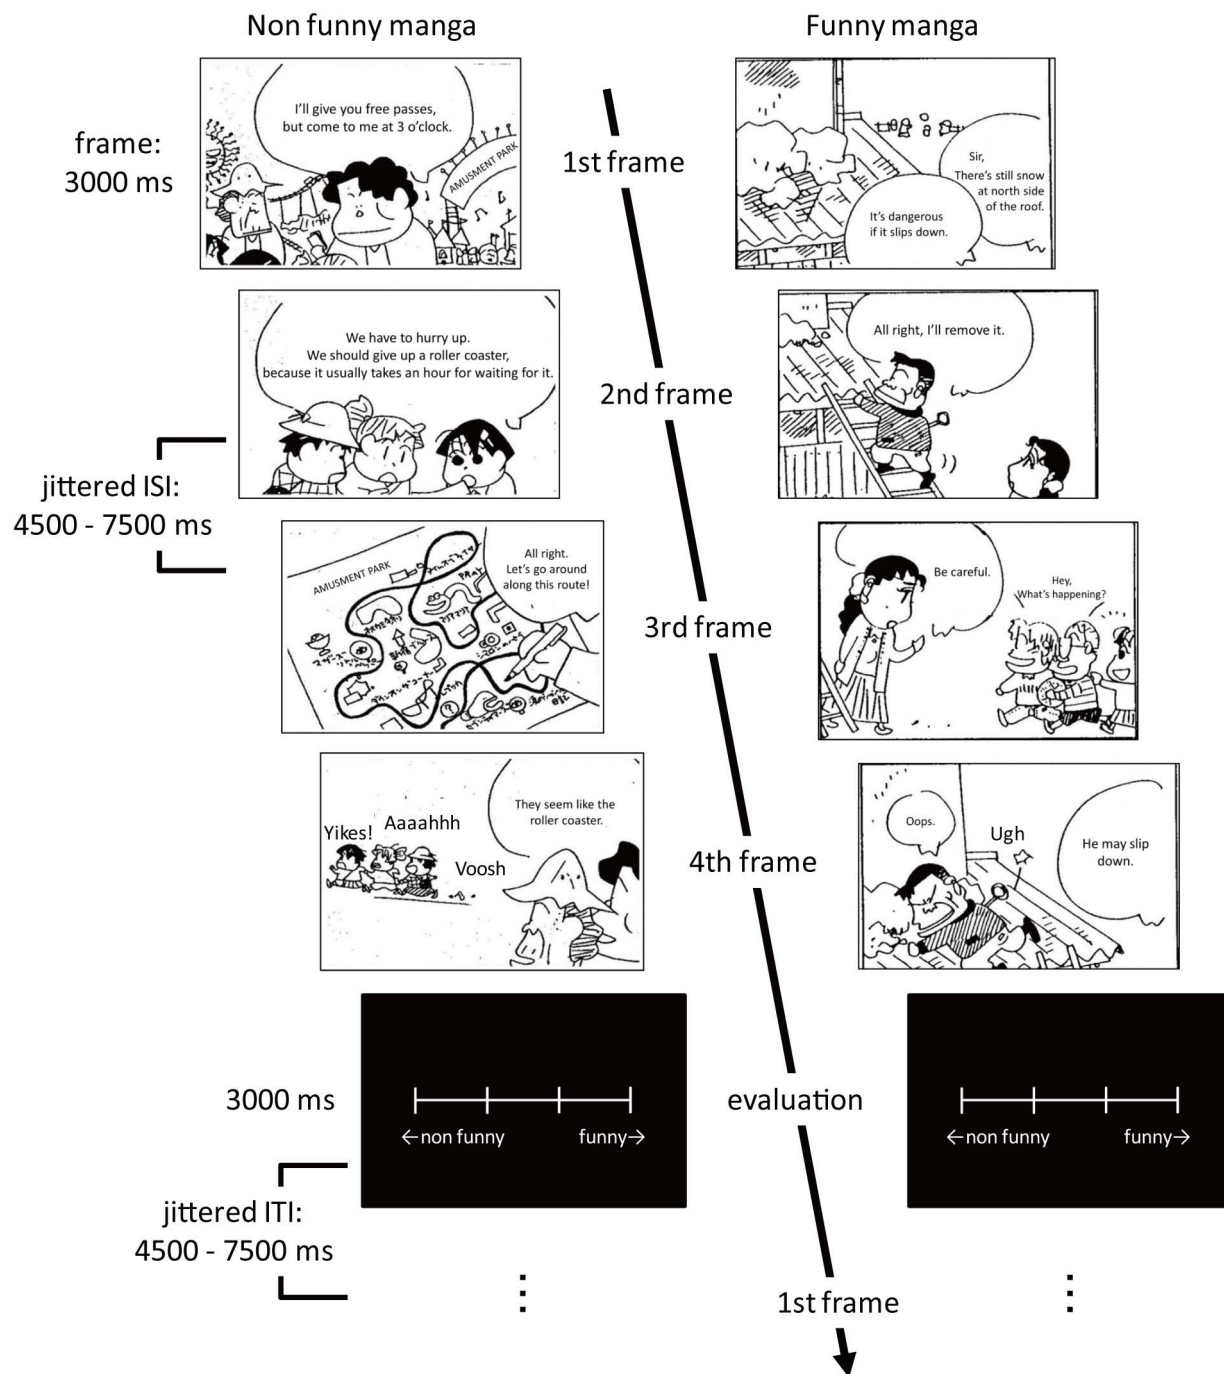 Non funny manga
Funny manga
frame:
3000 ms
I'll give you free passes,
but come to me at 3 o'clock.
AMUSMENT PARK
1st frame
Sir,
There's still snow
at north side
of the roof.
It's dangerous
if it slips down.
We have to hurry up.
We should give up a roller coaster,
because it usually takes an hour for waiting for it.
2nd frame
All right, I'll remove it.
jittered ISI:
4500 - 7500 ms
AMUSMENT PARK
All right.
Let's go around
along this route!
3rd frame
Be careful.
Hey,
What's happening?
Yikes!
Aaaahhh
Voosh
They seem like the
roller coaster.
4th frame
Oops.
Ugh
He may slip
down.
3000 ms
evaluation
←non funny
funny→
←non funny
funny→
jittered ITI:
4500 - 7500 ms
1st frame